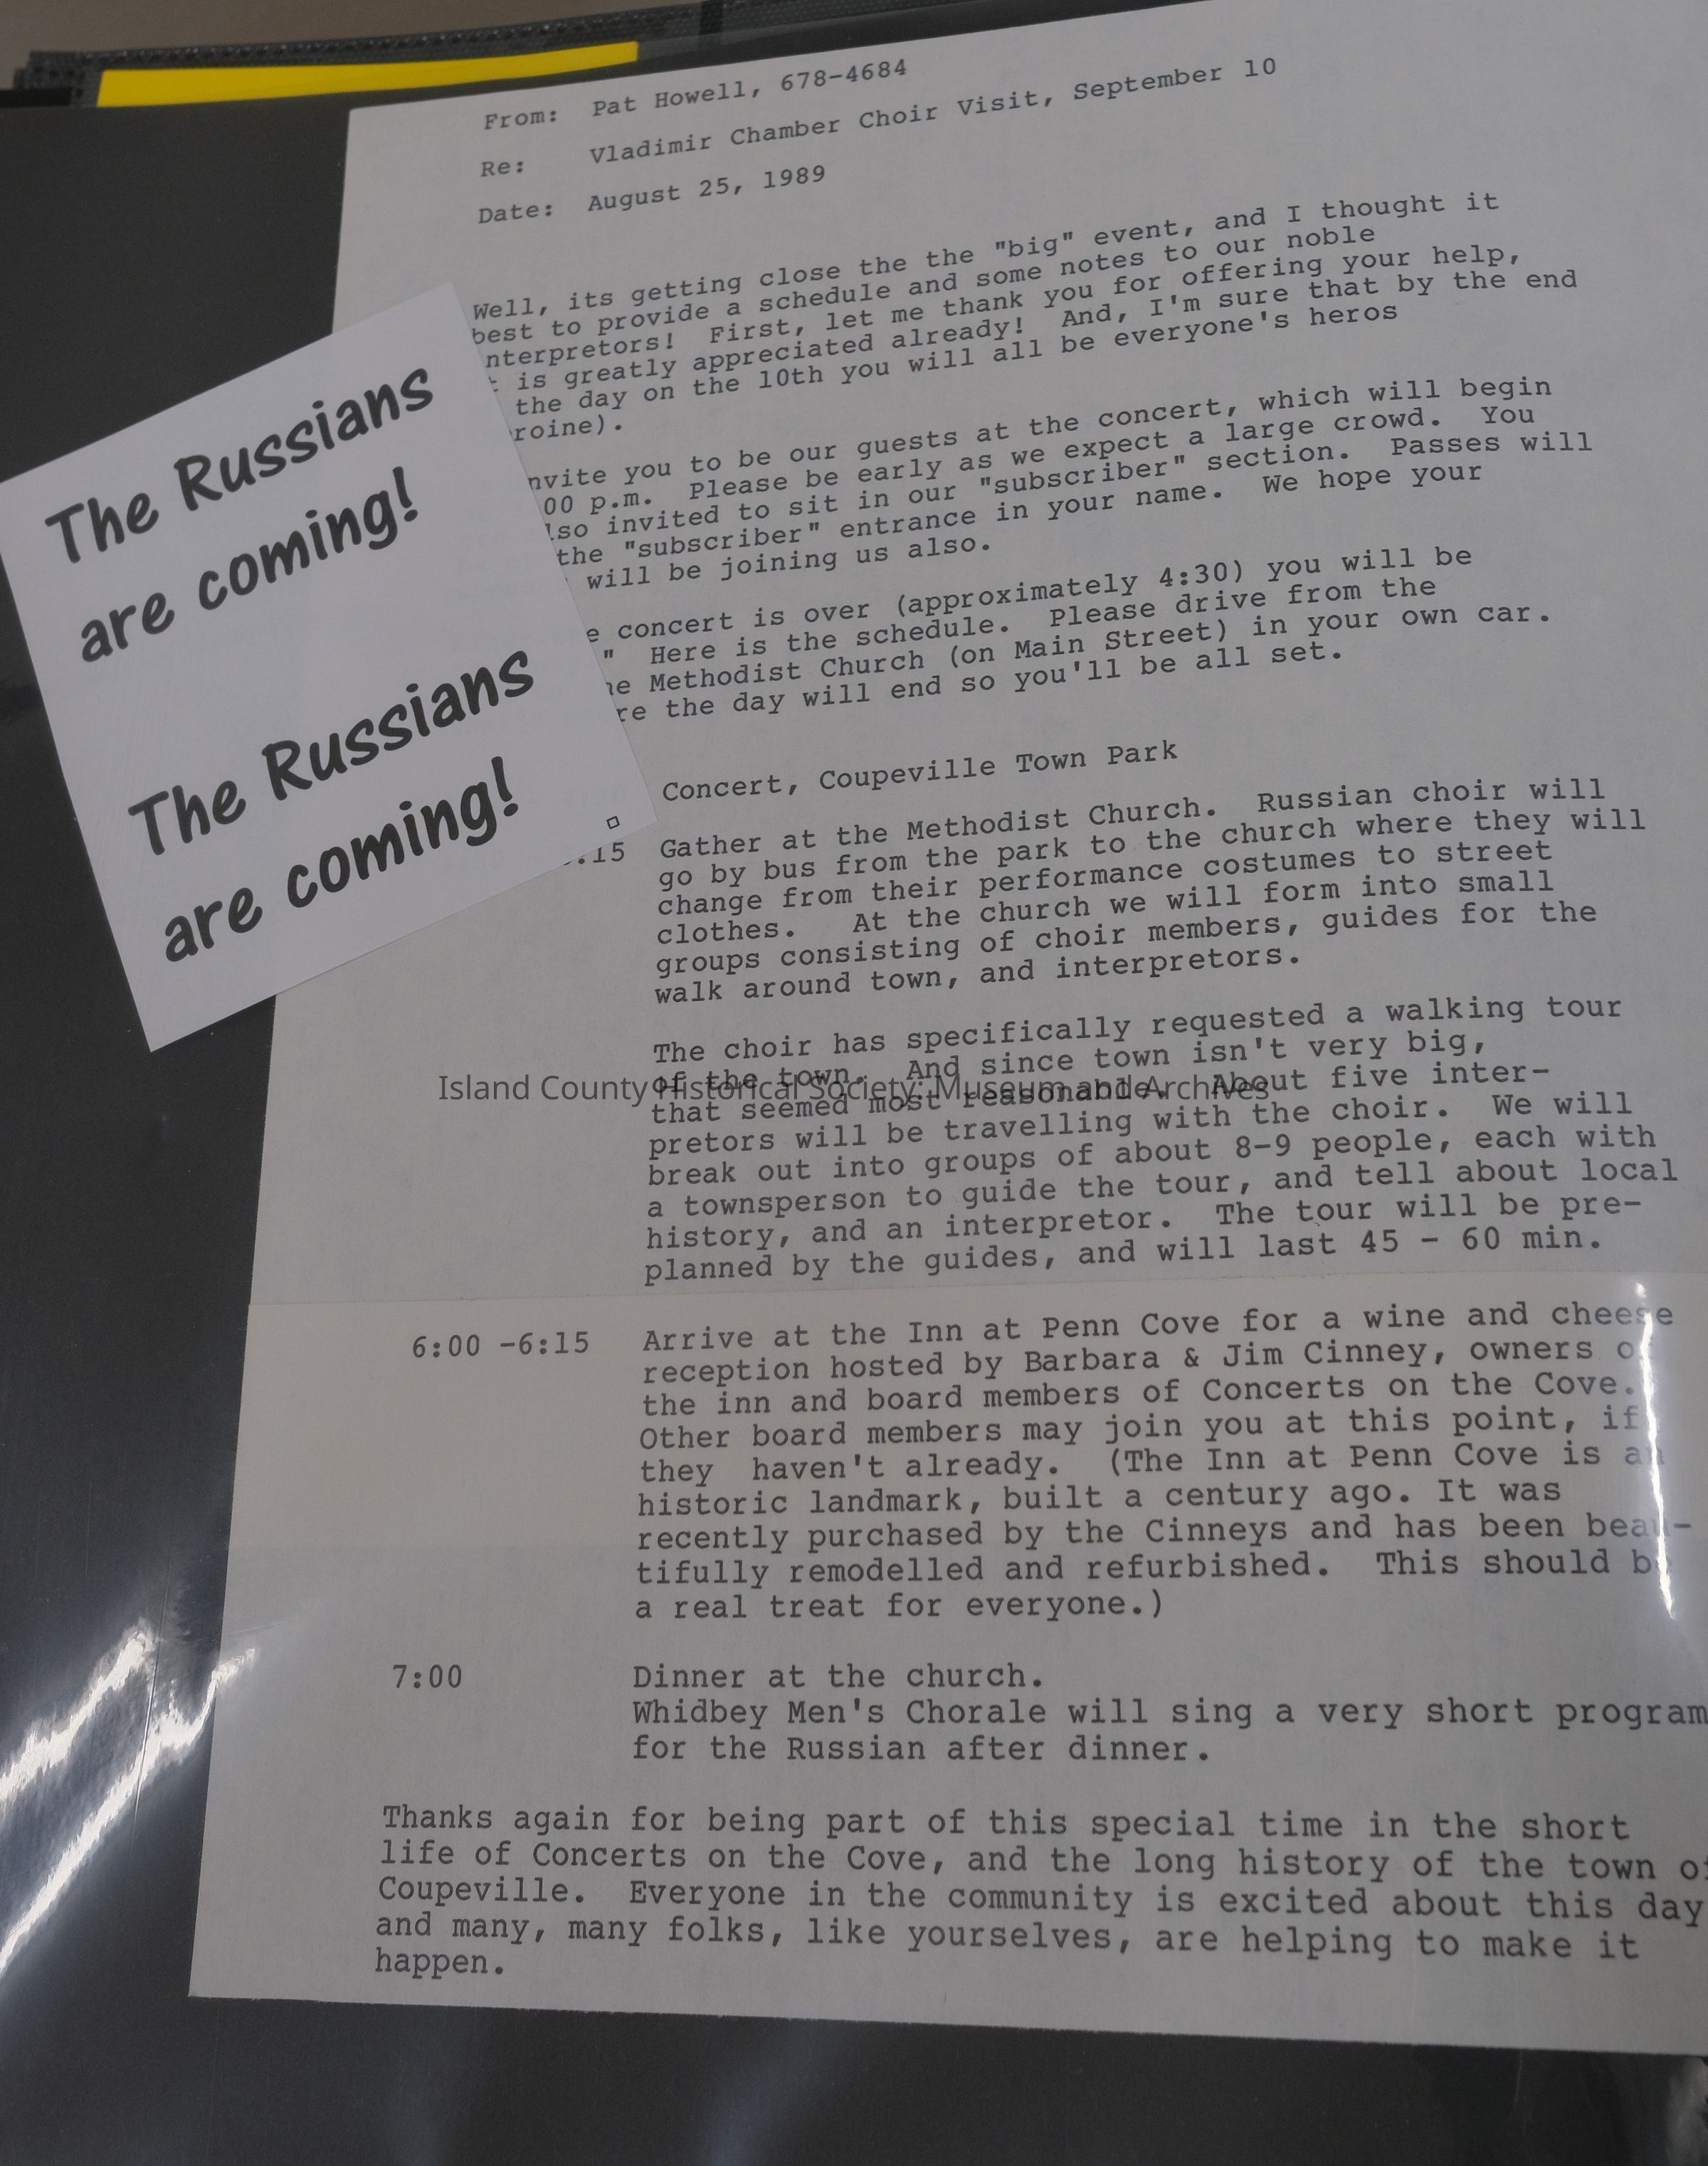 From: Pat Howell, 678-4684
Re: Vladimir Chamber Choir Visit, September 10
Date: August 25, 1989
Well, its getting close the the "big" event, and I thought it
best to provide a schedule and some notes to our noble
nterpretors! First, let me thank you for offering your help,
is greatly appreciated already! And, I'm sure that by the end
the day on the 10th you will all be everyone's heros
roine).
nvite you to be our guests at the concert, which will begin
00 p.m. Please be early as we expect a large crowd. You
lso invited to sit in our "subscriber" section. Passes will
the "subscriber" entrance in your name. We hope your
will be joining us also.
e concert is over (approximately 4:30) you will be
" Here is the schedule. Please drive from the
he Methodist Church (on Main Street) in your own car.
re the day will end so you'll be all set.
The Russians
are coming!
The Russians
are coming!
Concert, Coupeville Town Park
:15 Gather at the Methodist Church. Russian choir will
go by bus from the park to the church where they will
change from their performance costumes to street
clothes. At the church we will form into small
groups consisting of choir members, guides for the
walk around town, and interpretors.
The choir has specifically requested a walking tour
of the town. And since town isn't very big,
that seemed most reasonable. About five inter-
pretors will be travelling with the choir. We will
break out into groups of about 8-9 people, each with
a townsperson to guide the tour, and tell about local
history, and an interpretor. The tour will be pre-
planned by the guides, and will last 45 - 60 min.
Island County Historical Society: Museum and Archives
6:00 -6:15 Arrive at the Inn at Penn Cove for a wine and cheese
reception hosted by Barbara & Jim Cinney, owners of
the inn and board members of Concerts on the Cove.
Other board members may join you at this point, if
they haven't already. (The Inn at Penn Cove is an
historic landmark, built a century ago. It was
recently purchased by the Cinneys and has been beau-
tifully remodelled and refurbished. This should be
a real treat for everyone.)
7:00 Dinner at the church.
Whidbey Men's Chorale will sing a very short program
for the Russian after dinner.
Thanks again for being part of this special time in the short
life of Concerts on the Cove, and the long history of the town of
Coupeville. Everyone in the community is excited about this day
and many, many folks, like yourselves, are helping to make it
happen.